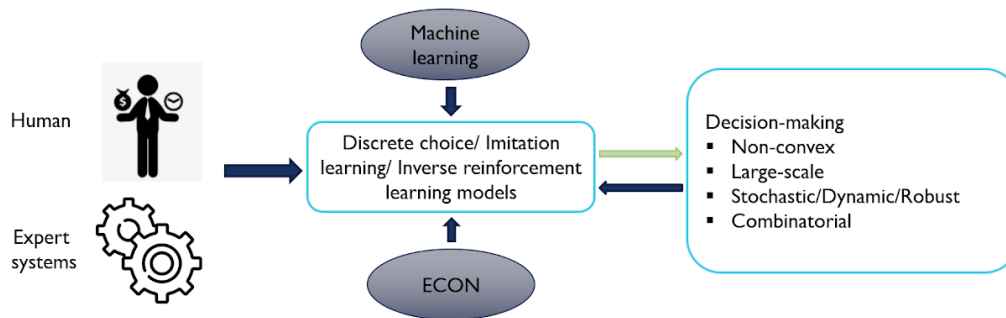 Machine
learning
Human
$
Discrete choice/ Imitation
learning/ Inverse reinforcement
learning models
Expert
systems
ECON
Decision-making
▪ Non-convex
▪ Large-scale
▪ Stochastic/Dynamic/Robust
▪ Combinatorial